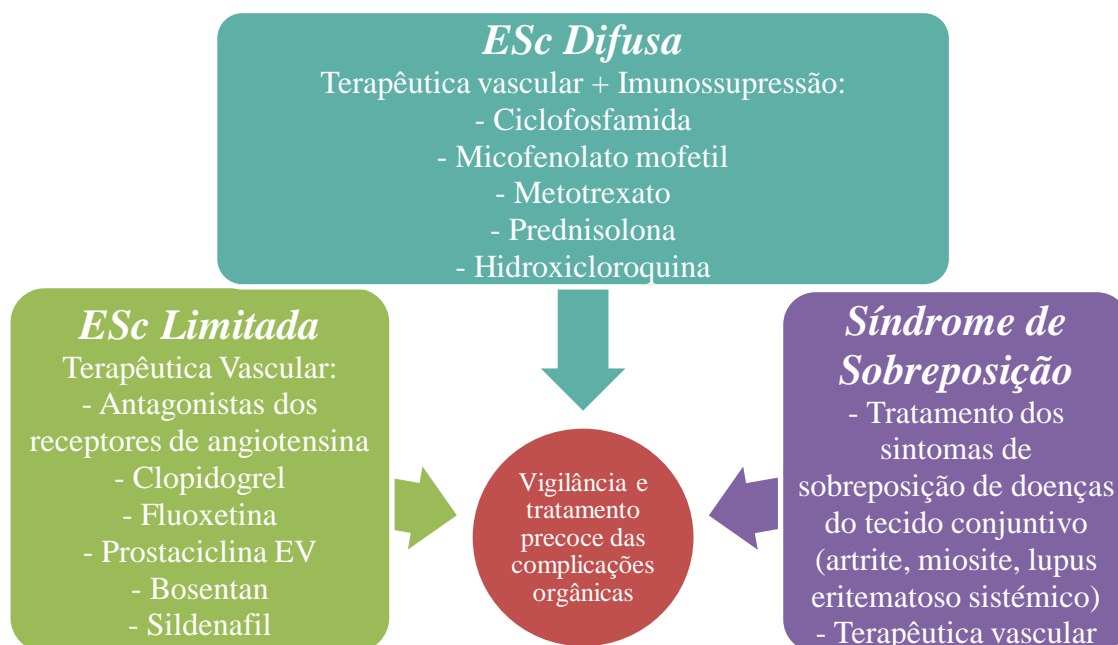 ESc Difusa
Terapêutica vascular + Imunossupressão:
- Ciclofosfamida
- Micofenolato mofetil
- Metotrexato
- Prednisolona
- Hidroxicloroquina
ESc Limitada
Terapêutica Vascular:
- Antagonistas dos
receptores de angiotensina
- Clopidogrel
- Fluoxetina
- Prostaciclina EV
- Bosentan
- Sildenafil
Vigilância e
tratamento
precoce das
complicações
orgânicas
Síndrome de
Sobreposição
- Tratamento dos
sintomas de
sobreposição de doenças
do tecido conjuntivo
(artrite, miosite, lupus
eritematoso sistémico)
- Terapêutica vascular